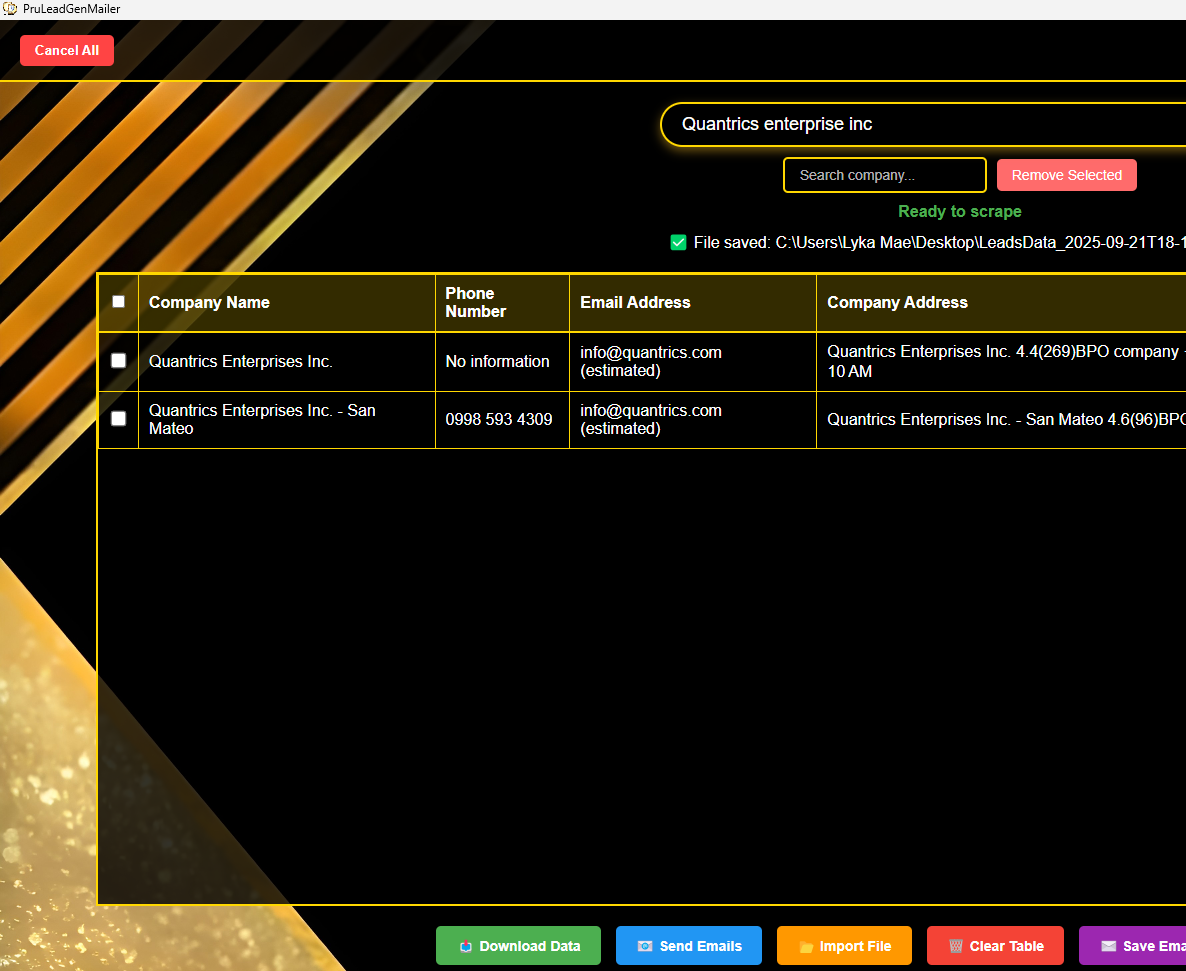 PruLeadGenMailer
Cancel All
Quantrics enterprise inc
Search company...
Remove Selected
Ready to scrape
File saved: C:\Users\Lyka Mae\Desktop\LeadsData_2025-09-21T18-1
Company Name
Phone
Number
Email Address
Company Address
Quantrics Enterprises Inc.
No information
info@quantrics.com
(estimated)
Quantrics Enterprises Inc. 4.4(269)BPO company ·
10 AM
Quantrics Enterprises Inc. - San
Mateo
0998 593 4309
info@quantrics.com
(estimated)
Quantrics Enterprises Inc. - San Mateo 4.6(96)BPO
Download Data
Send Emails
Import File
Clear Table
Save Ema